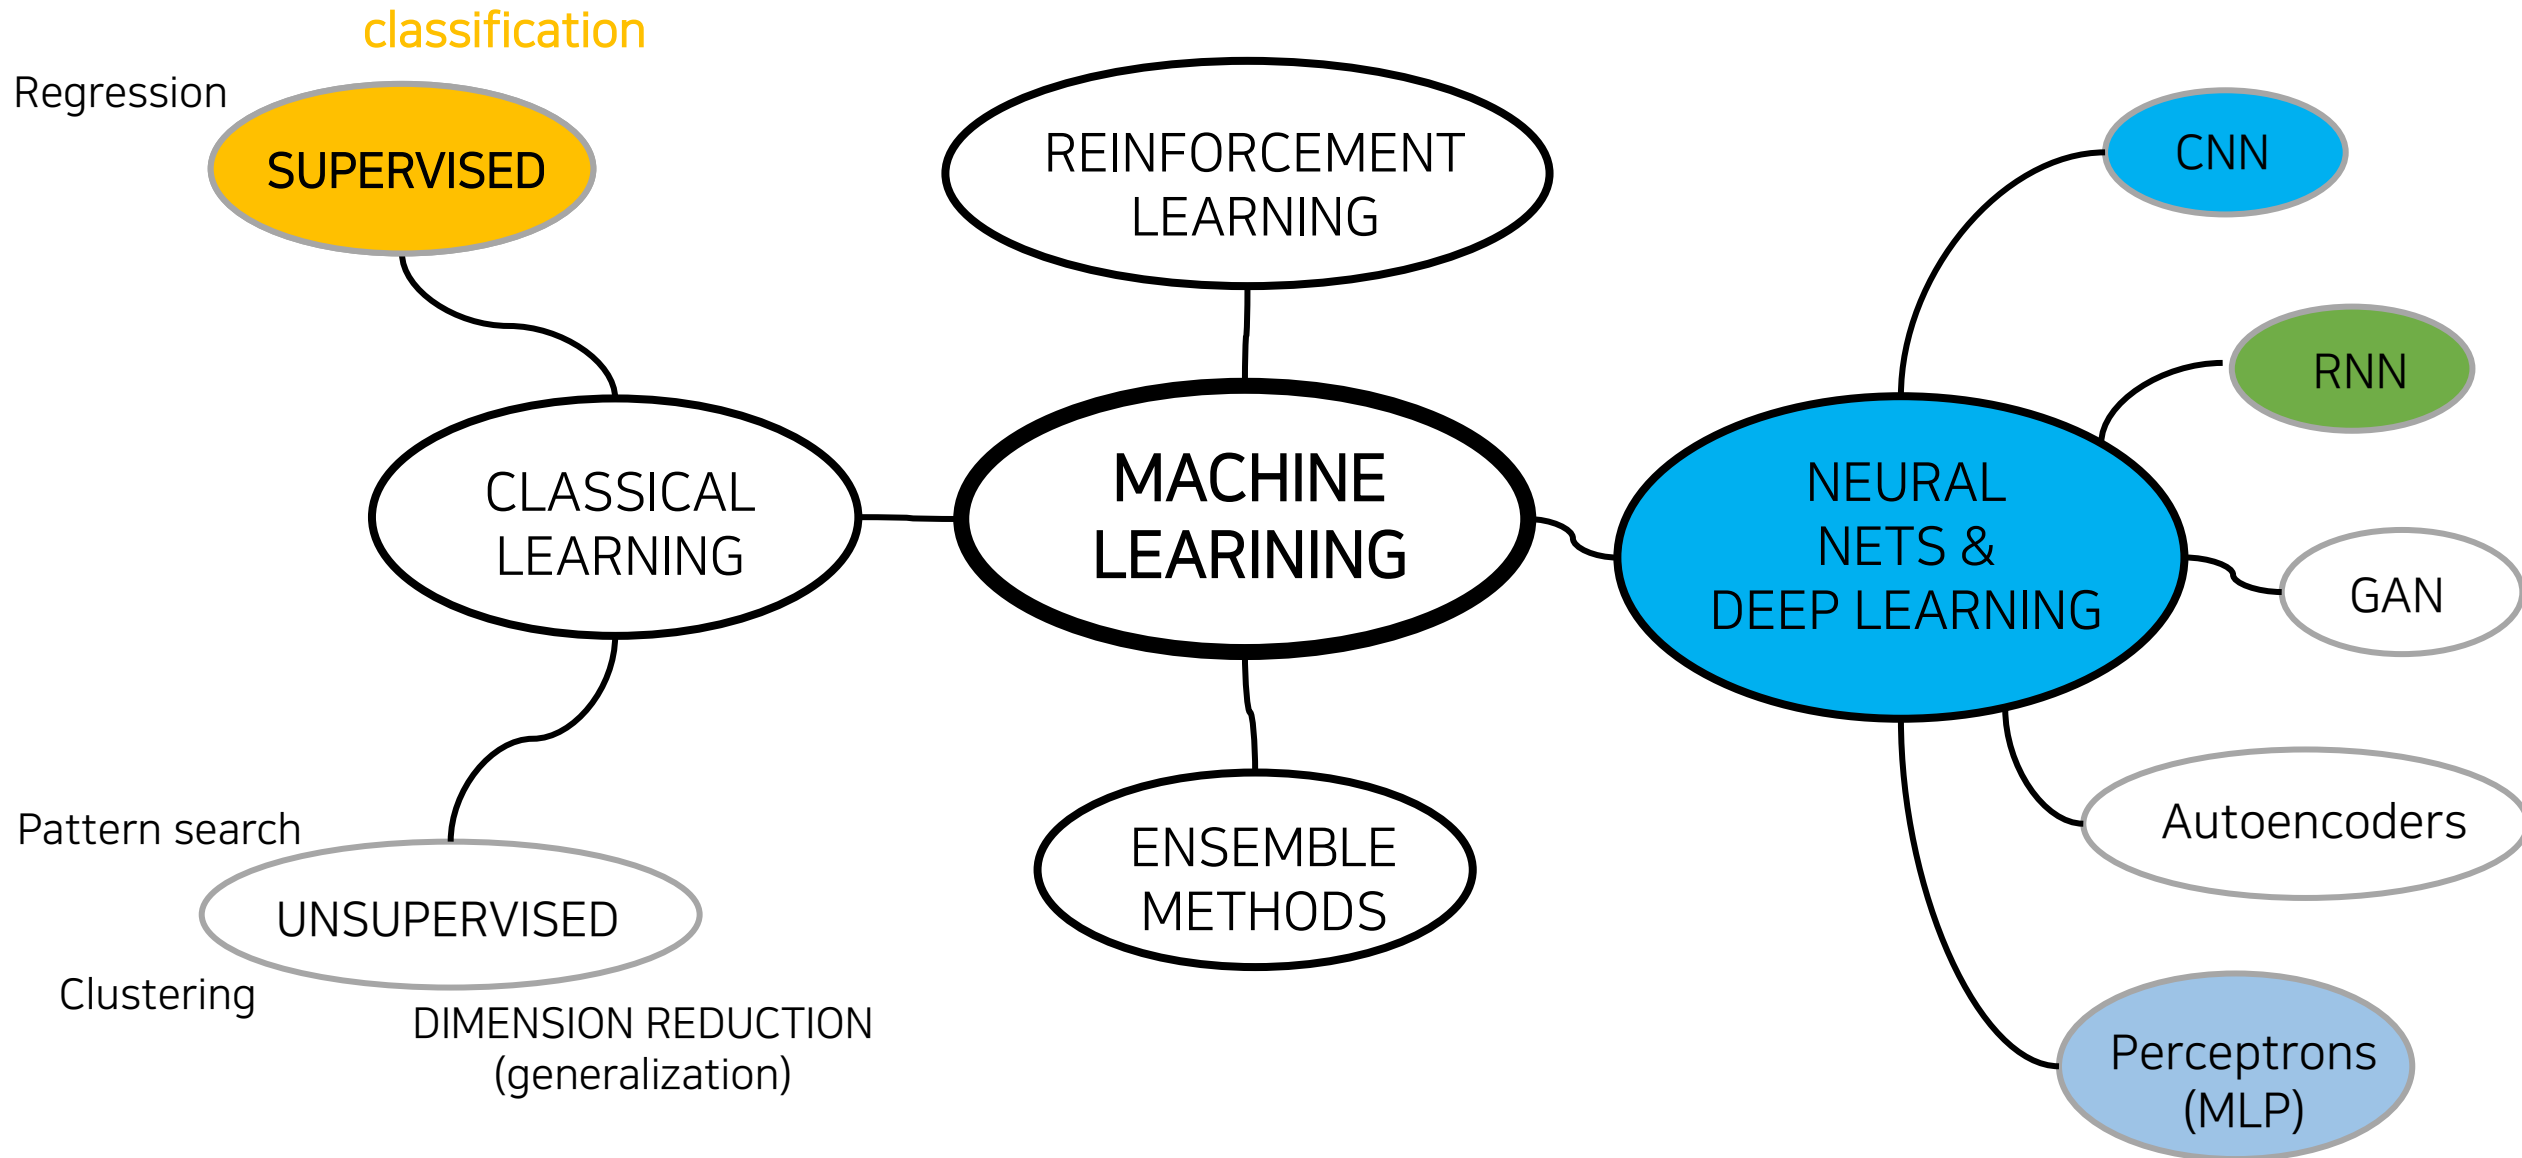 classification
Regression
SUPERVISED
REINFORCEMENT
LEARNING
CNN
RNN
CLASSICAL
LEARNING
MACHINE
LEARINING
NEURAL
NETS &
DEEP LEARNING
GAN
Pattern search
UNSUPERVISED
Clustering
DIMENSION REDUCTION
(generalization)
ENSEMBLE
METHODS
Autoencoders
Perceptrons
(MLP)